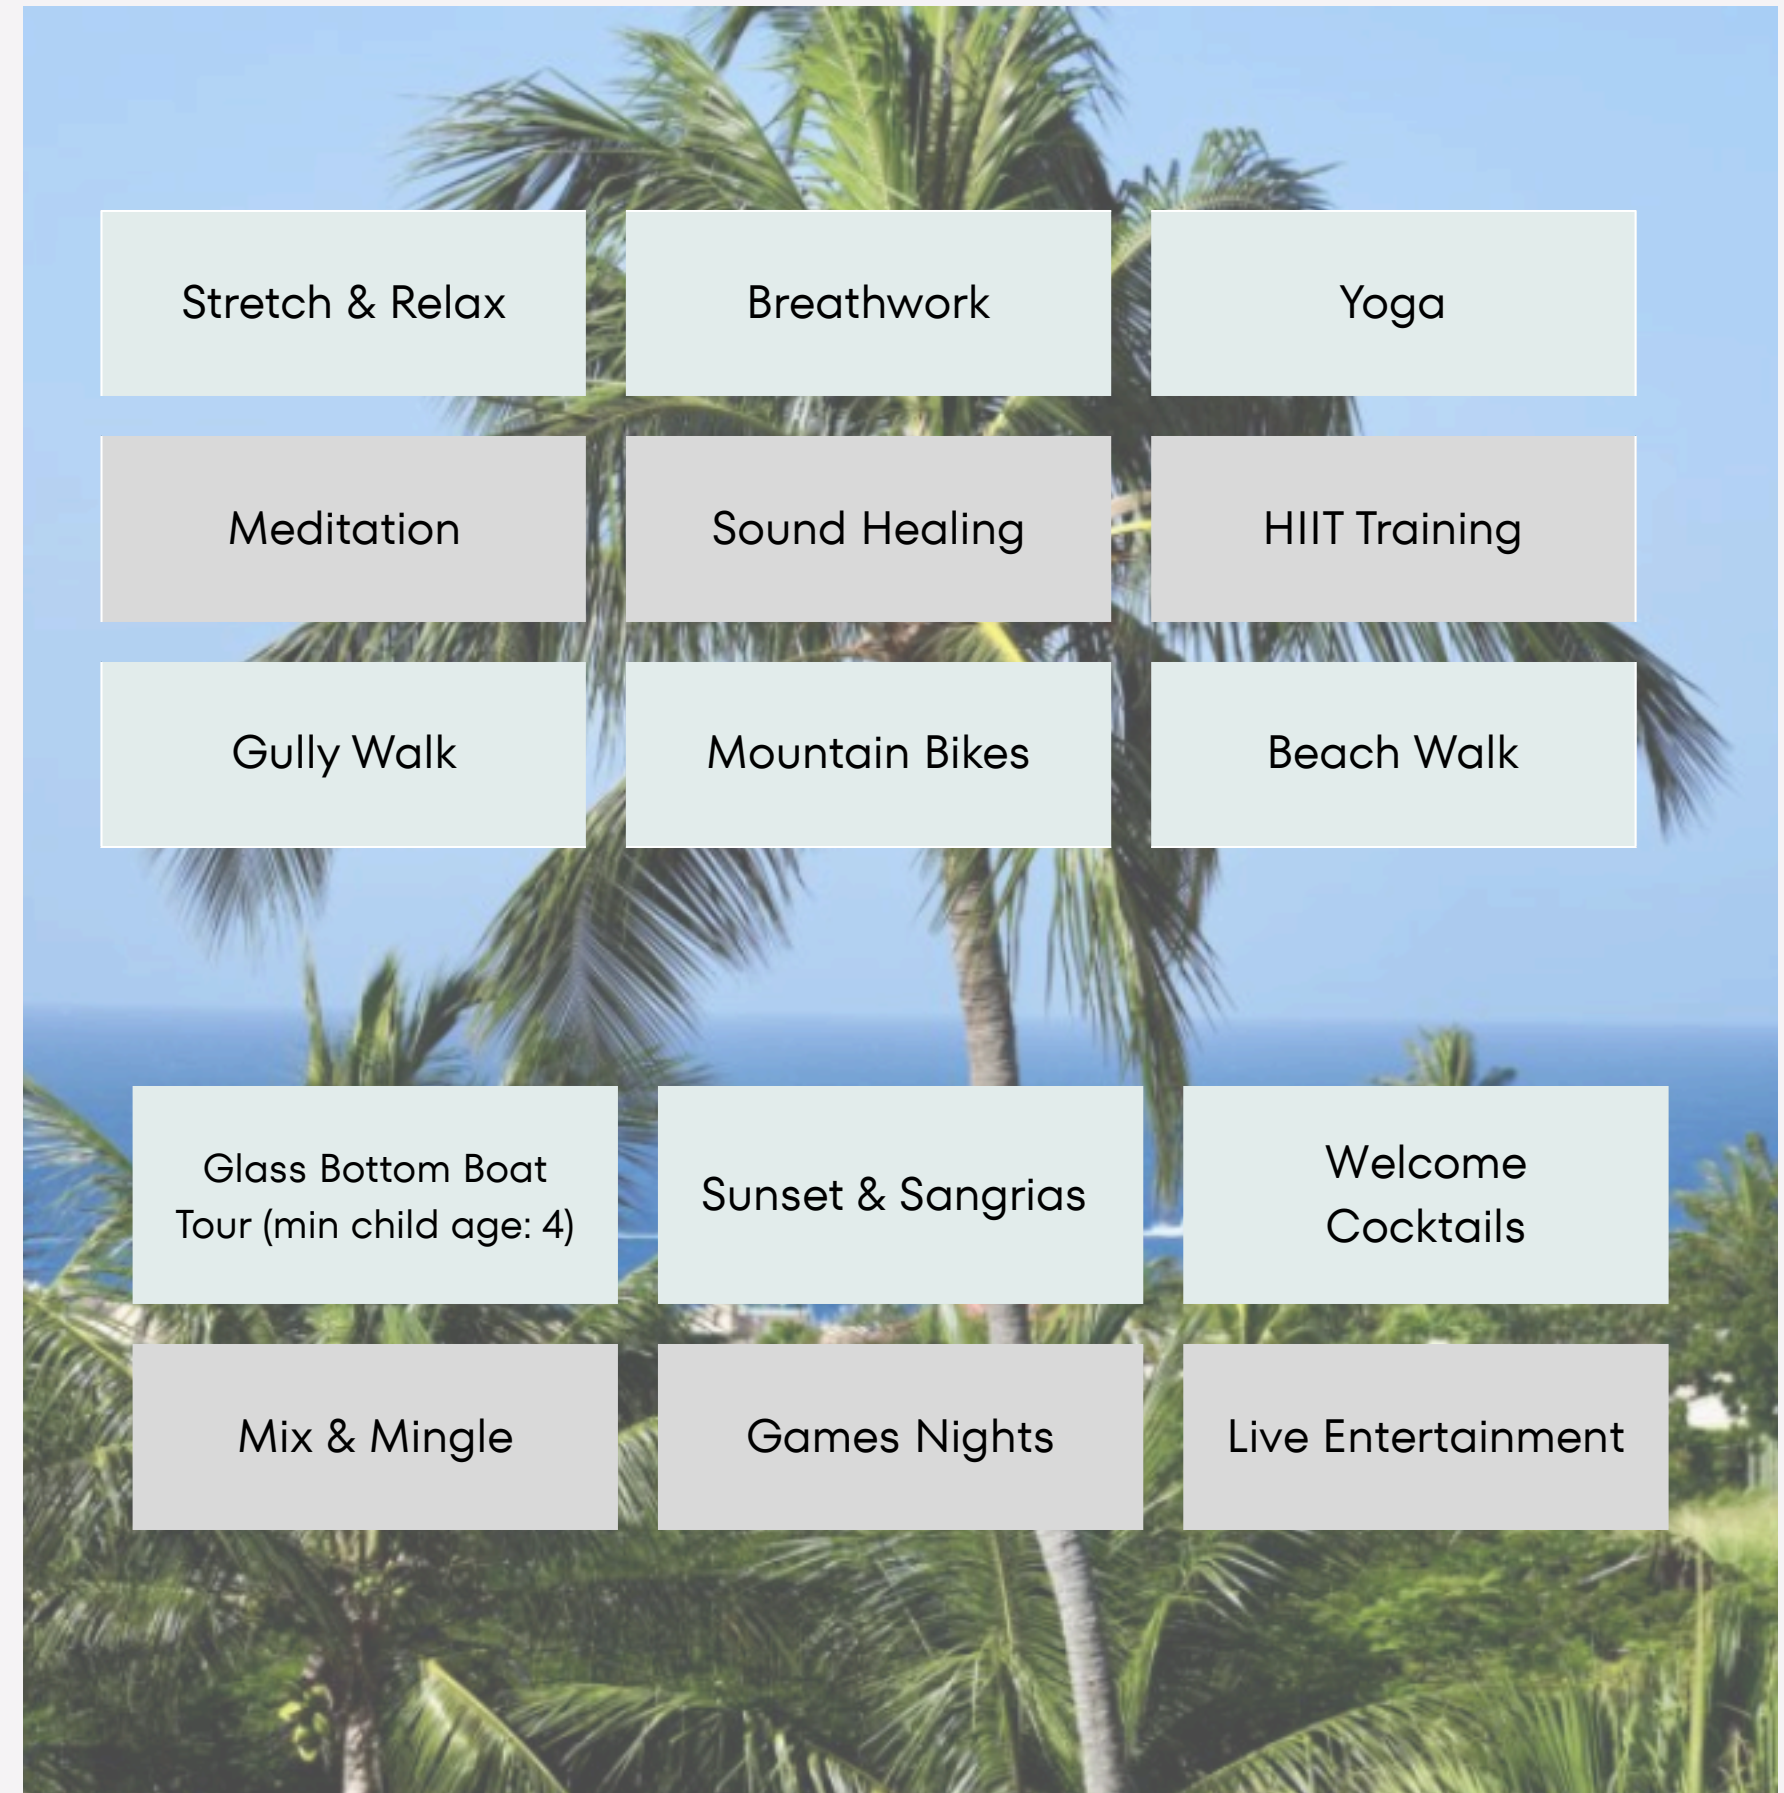 Stretch & Relax
Breathwork
Yoga
Meditation
Sound Healing
HIIT Training
Gully Walk
Mountain Bikes
Beach Walk
Glass Bottom Boat
Tour (min child age: 4)
Sunset & Sangrias
Welcome
Cocktails
Mix & Mingle
Games Nights
Live Entertainment